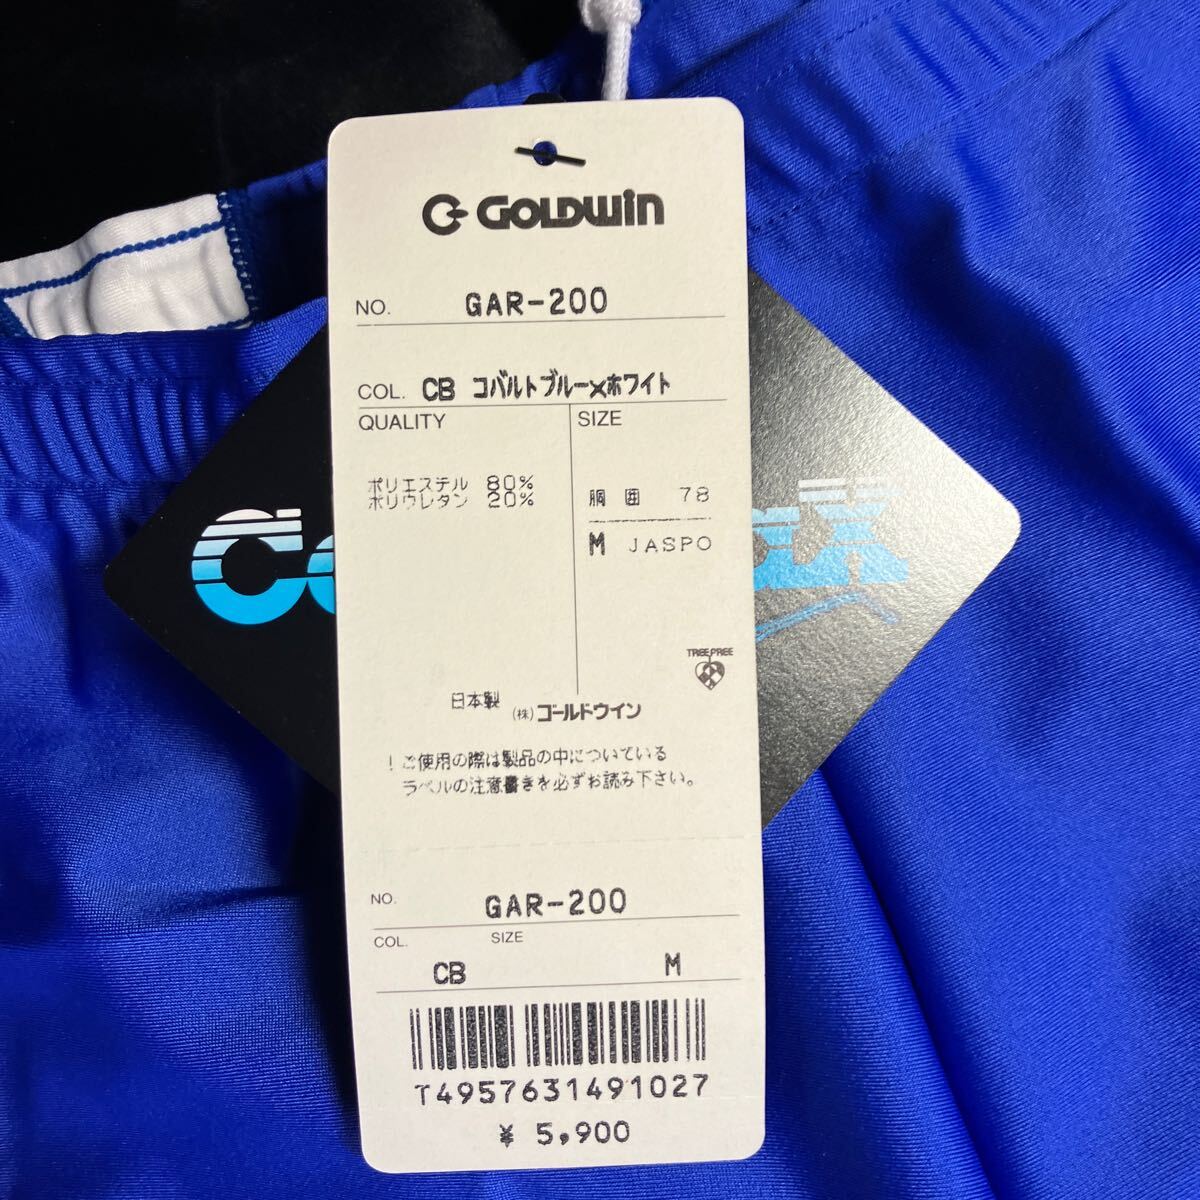 GOLDWIN
NO. GAR-200
COL. CB コバルトブルー×ホワイト
QUALITY SIZE
ポリエステル 80%
ポリウレタン 20%
胴囲 78
M JASPO
TREE FREE
日本製 (株)ゴールドウイン
!ご使用の際は製品の中についている
ラベルの注意書きを必ずお読み下さい。
NO. GAR-200
COL. SIZE
CB M
T4957631491027
¥ 5,900